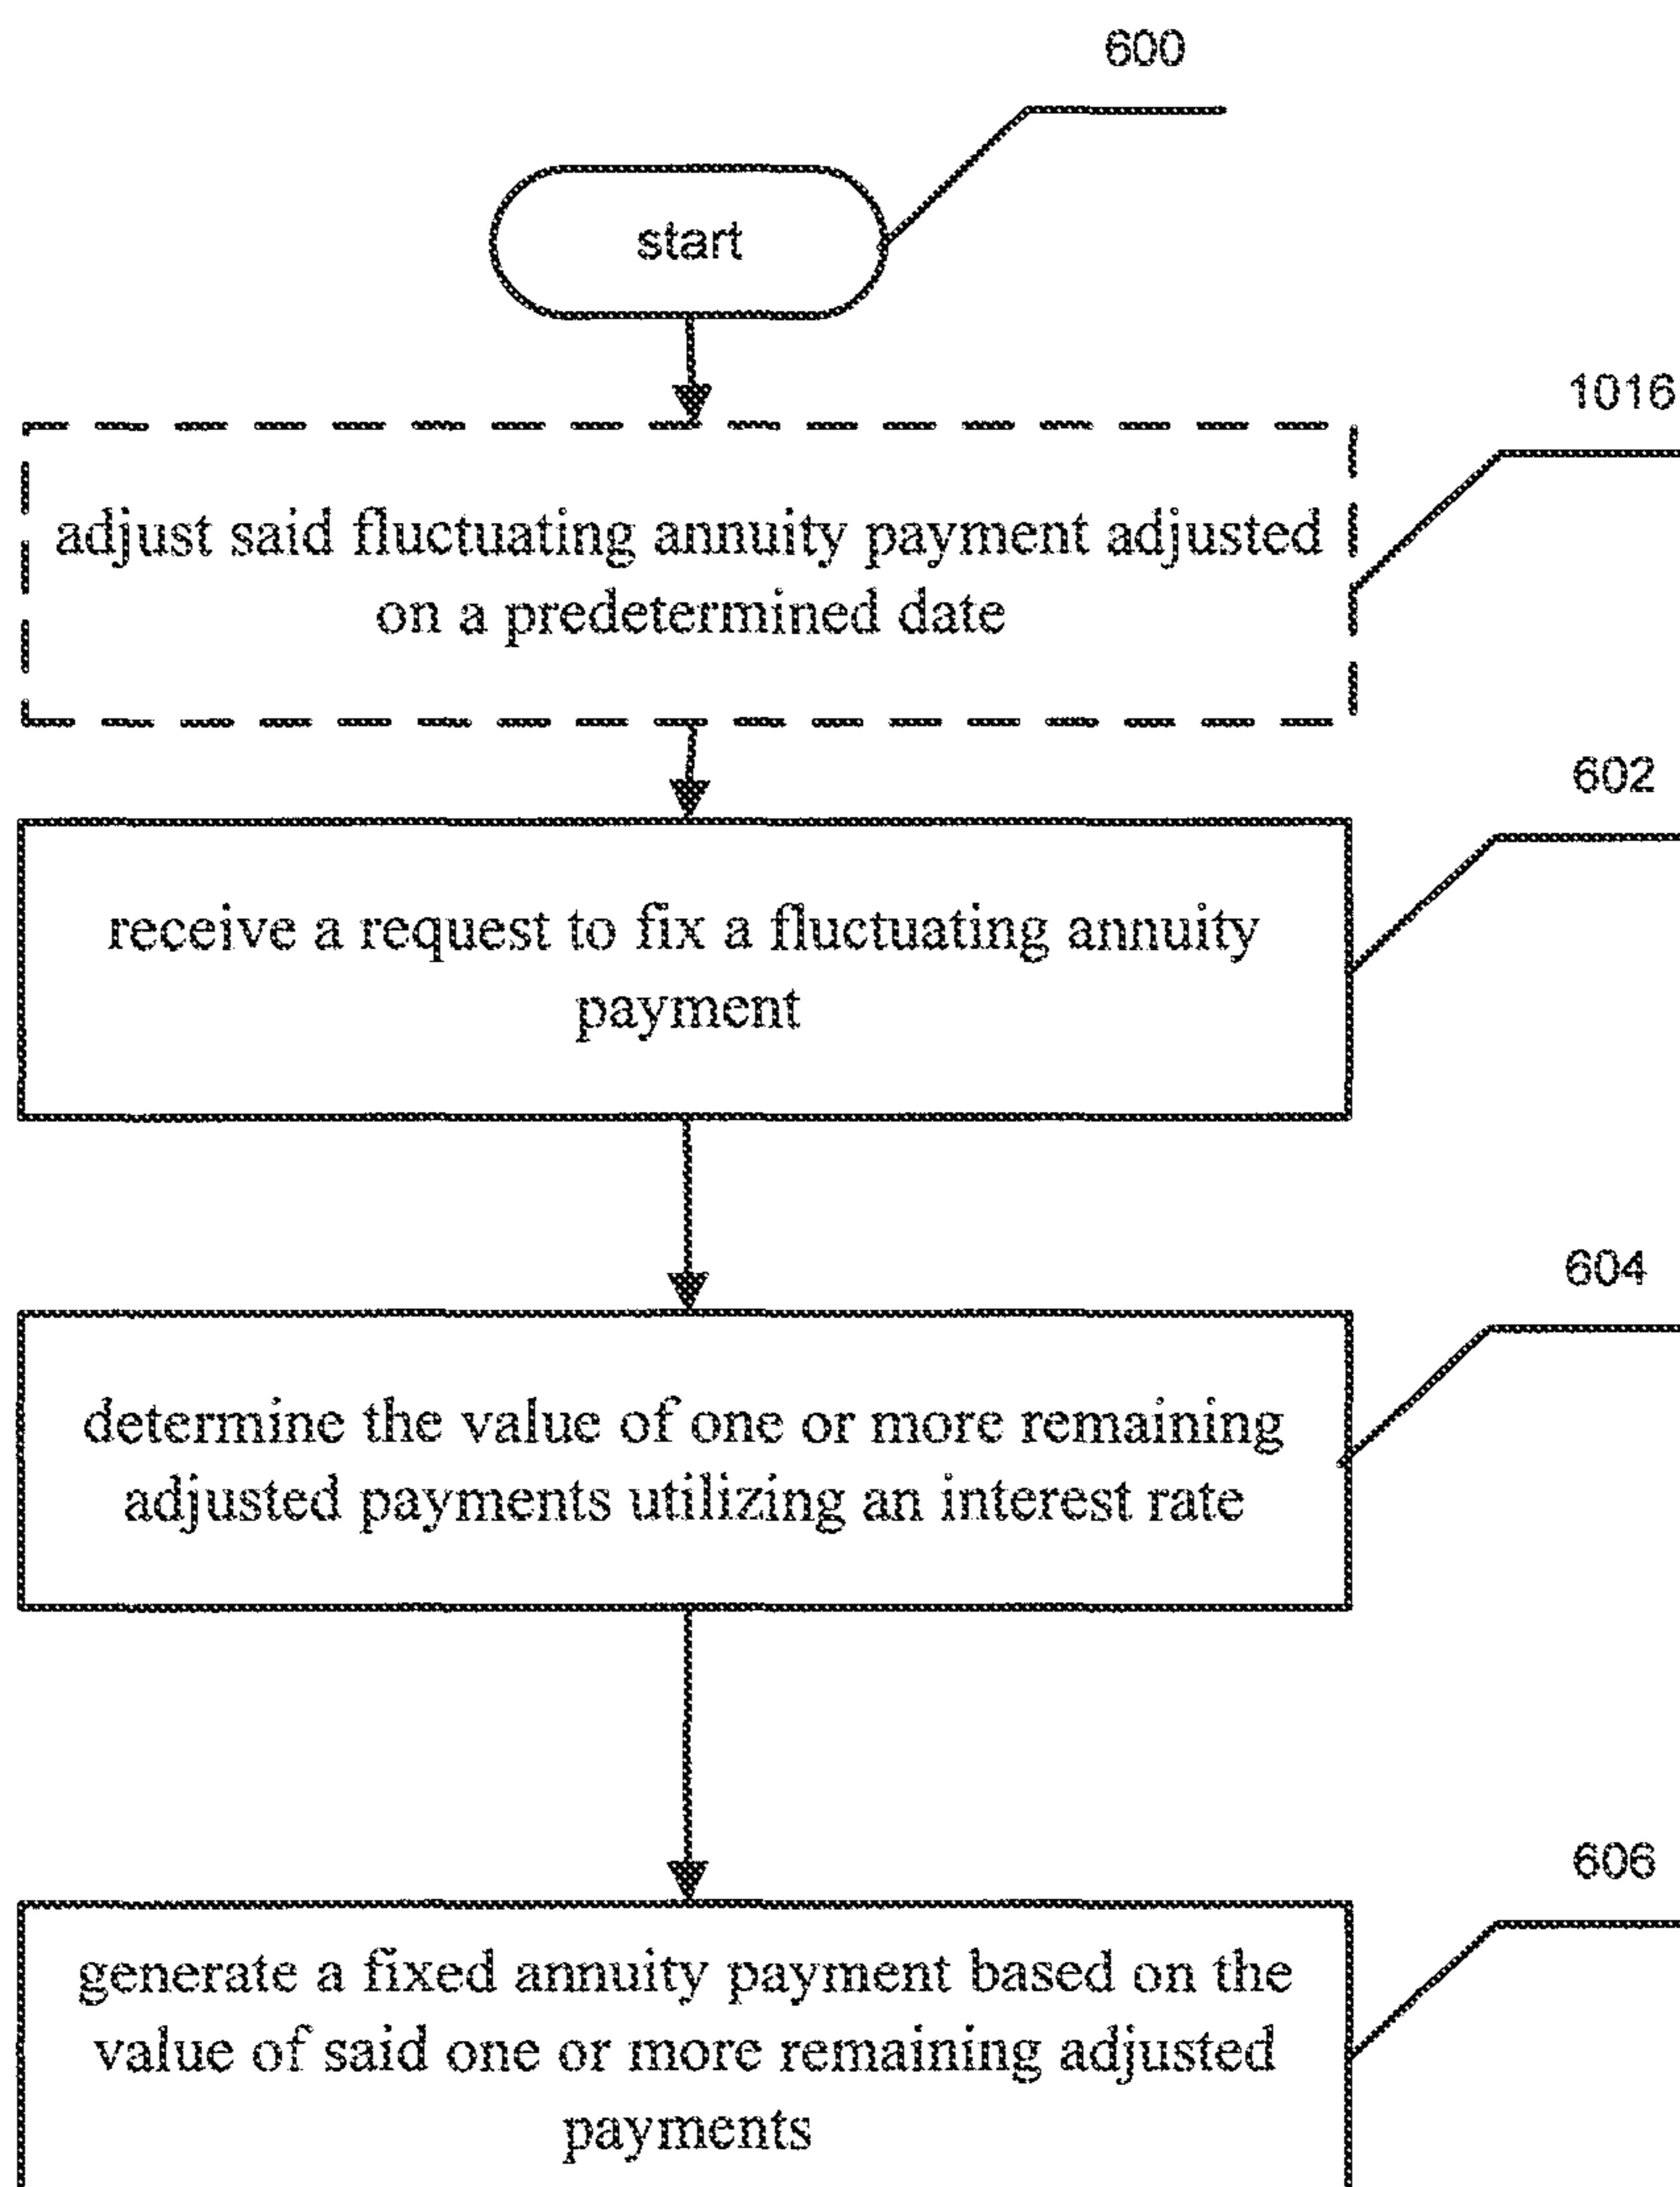 600
start
1016
adjust said fluctuating annuity payment adjusted
on a predetermined date
602
receive a request to fix a fluctuating annuity
payment
604
determine the value of one or more remaining
adjusted payments utilizing an interest rate
606
generate a fixed annuity payment based on the
value of said one or more remaining adjusted
payments